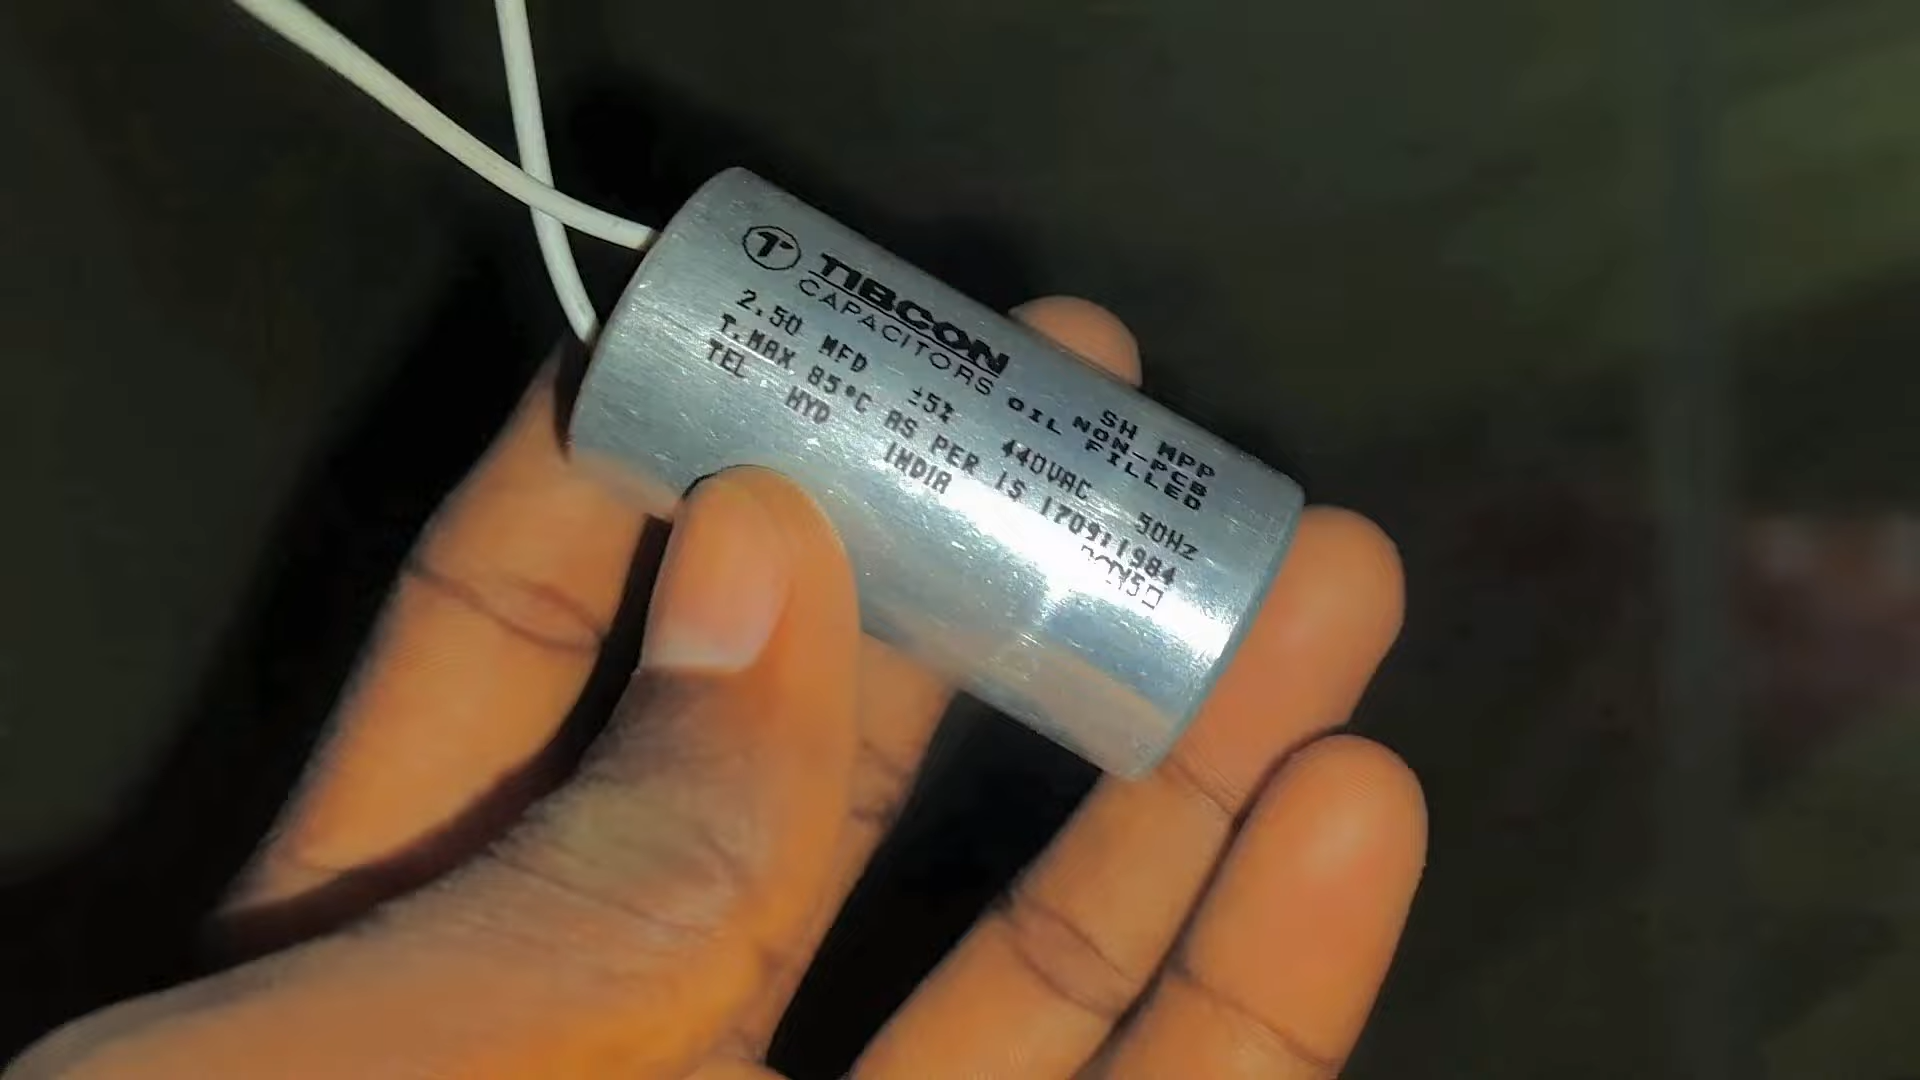 T TIBCON
CAPACITORS
SH MPP
OIL NON-PCB
FILLED
2.50 MFD ±5% 440VAC 50Hz
T.MAX 85°C AS PER IS 1709:1984
TEL HYD INDIA